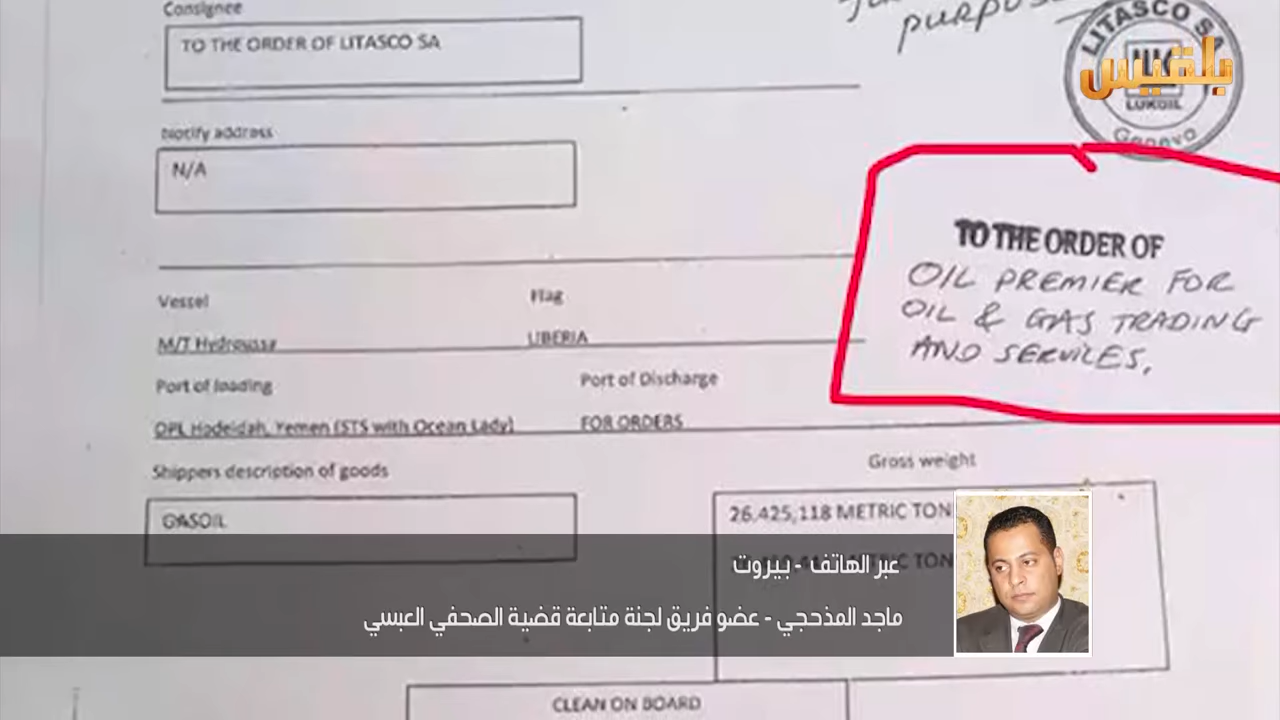 Consignee
PURPOSE
TO THE ORDER OF LITASCO SA
LITASCO SA
بلقيس
LUKOIL
Geneva
Notify address
N/A
TO THE ORDER OF
OIL PREMIER FOR
OIL & GAS TRADING
AND SERVICES.
Vessel
Flag
M/T Hydroussa
LIBERIA
Port of loading
Port of Discharge
OPL Hodeidah, Yemen (STS with Ocean Lady)
FOR ORDERS
Shippers description of goods
Gross weight
GASOIL
26.425,118 METRIC TON
METRIC TON
عبر الهاتف - بيروت
ماجد المذحجي - عضو فريق لجنة متابعة قضية الصحفي العبسي
CLEAN ON BOARD